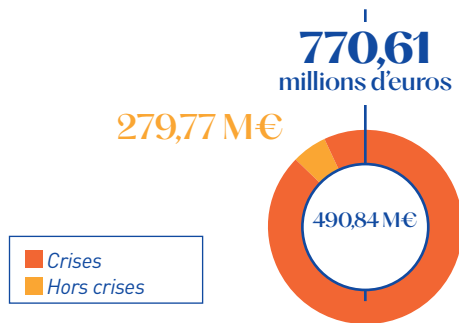 770,61
millions d'euros
279,77 M€
490,84 M€
Crises
Hors crises